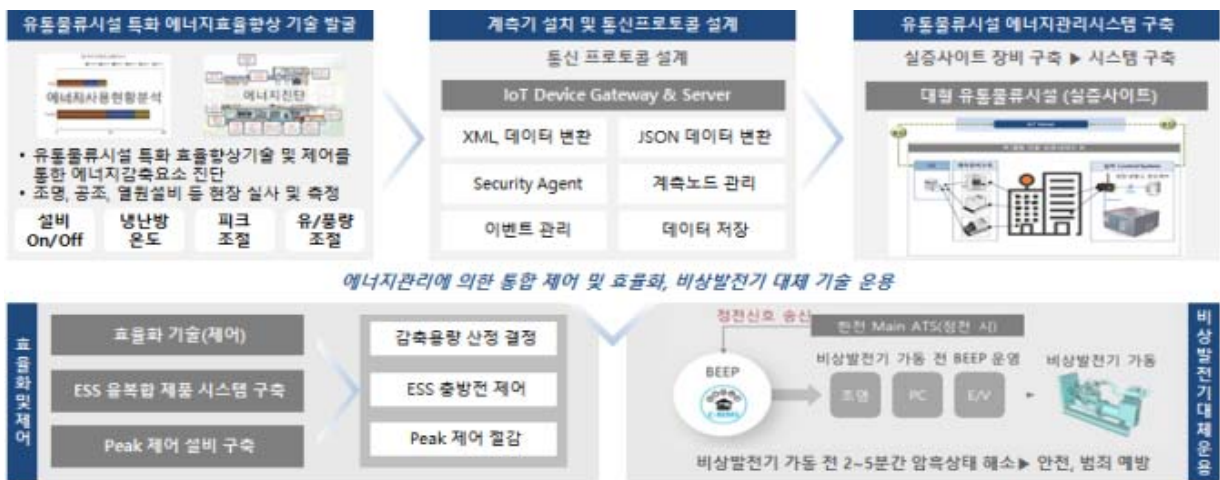 유통물류시설 특화 에너지효율향상 기술 발굴
에너지사용현황분석
에너지진단
• 유통물류시설 특화 효율향상기술 및 제어를
통한 에너지감축요소 진단
• 조명, 공조, 열원설비 등 현장 실사 및 측정
설비
On/Off
냉난방
온도
피크
조절
유/풍량
조절
계측기 설치 및 통신프로토콜 설계
통신 프로토콜 설계
IoT Device Gateway & Server
XML 데이터 변환
JSON 데이터 변환
Security Agent
계측노드 관리
이벤트 관리
데이터 저장
유통물류시설 에너지관리시스템 구축
실증사이트 장비 구축 ▶ 시스템 구축
대형 유통물류시설 (실증사이트)
에너지관리에 의한 통합 제어 및 효율화, 비상발전기 대체 기술 운용
효율화및제어
효율화 기술(제어)
ESS 융복합 제품 시스템 구축
Peak 제어 설비 구축
감축용량 산정 결정
ESS 충방전 제어
Peak 제어 절감
정전신호 송신
한전 Main ATS(정전 시)
BEEP
비상발전기 가동 전 BEEP 운영
조명
PC
E/V
비상발전기 가동
비상발전기 가동 전 2~5분간 암흑상태 해소▶ 안전, 범죄 예방
비상발전기대체운용